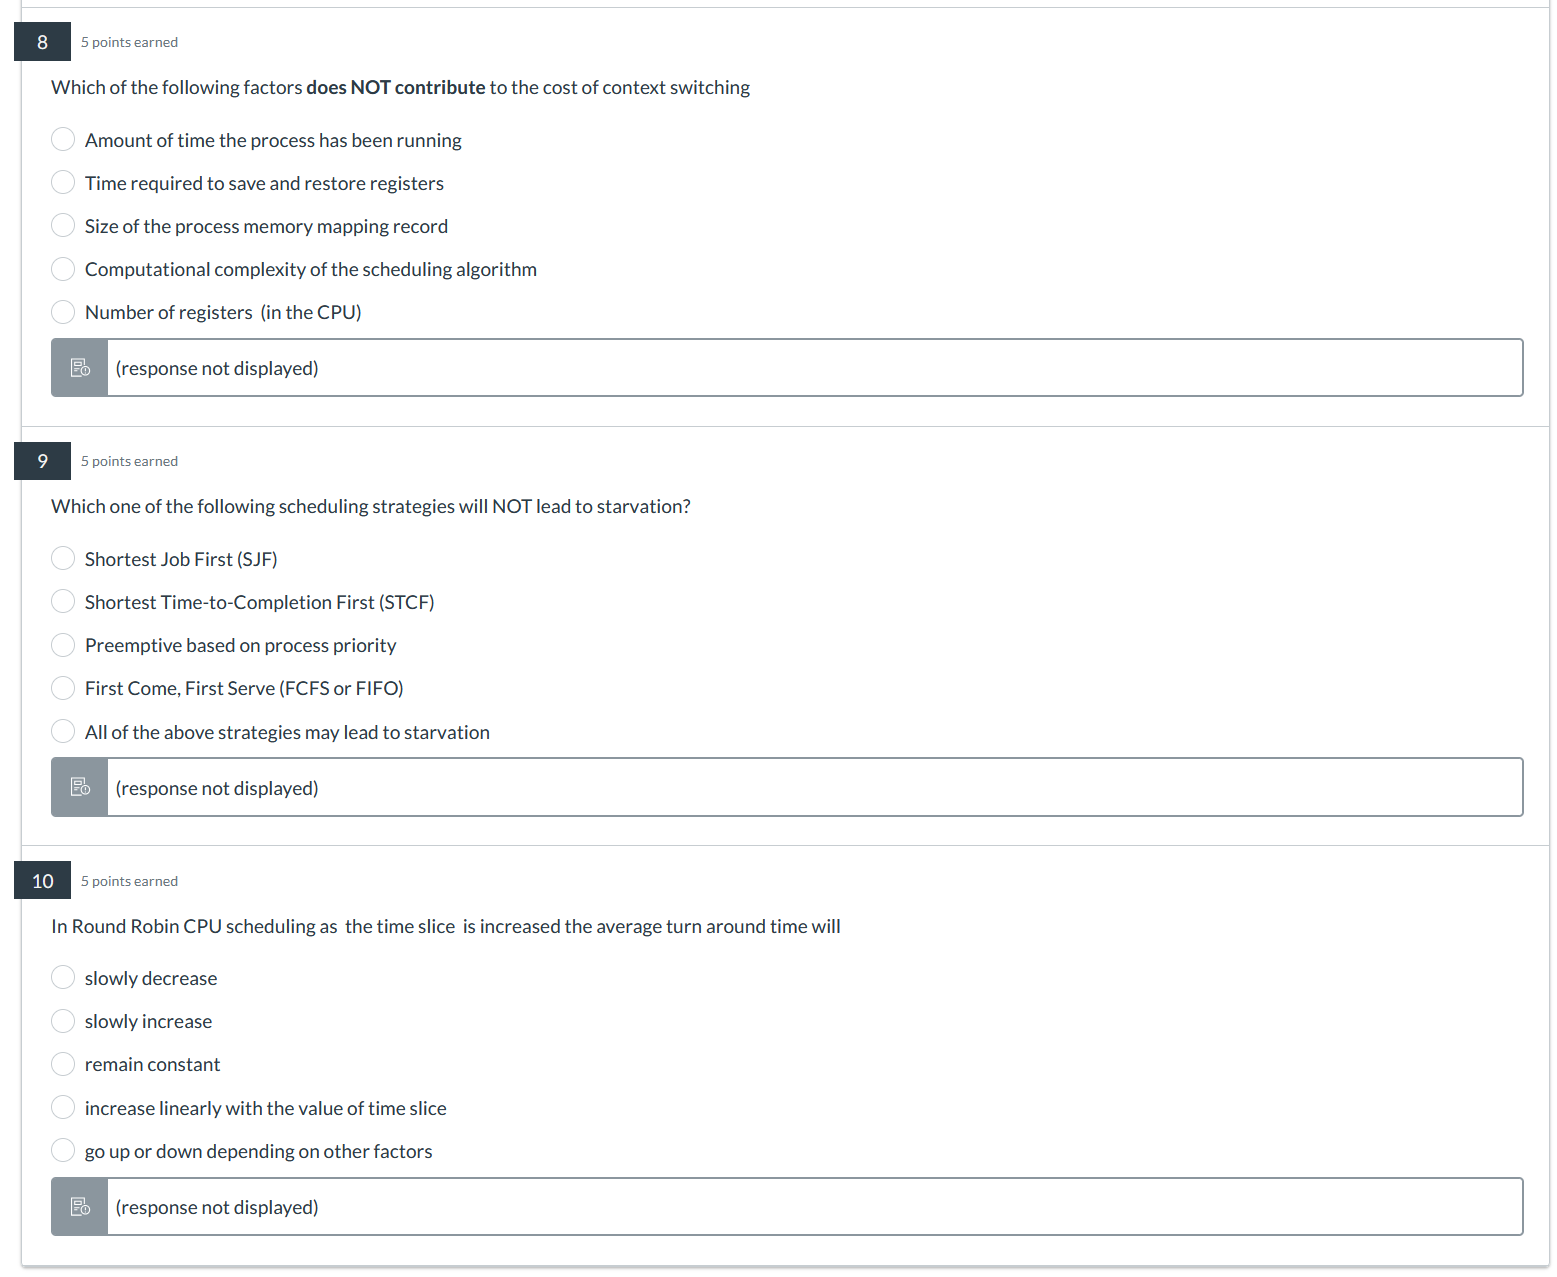 8
5 points earned
Which of the following factors does NOT contribute to the cost of context switching
Amount of time the process has been running
Time required to save and restore registers
Size of the process memory mapping record
Computational complexity of the scheduling algorithm
Number of registers (in the CPU)
(response not displayed)
9
5 points earned
Which one of the following scheduling strategies will NOT lead to starvation?
Shortest Job First (SJF)
Shortest Time-to-Completion First (STCF)
Preemptive based on process priority
First Come, First Serve (FCFS or FIFO)
All of the above strategies may lead to starvation
(response not displayed)
10
5 points earned
In Round Robin CPU scheduling as the time slice is increased the average turn around time will
slowly decrease
slowly increase
remain constant
increase linearly with the value of time slice
go up or down depending on other factors
(response not displayed)